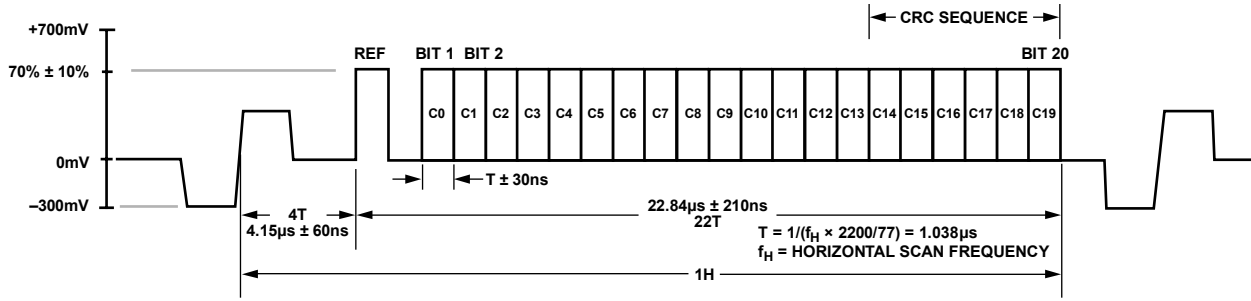 +700mV
CRC SEQUENCE
REF
BIT 1
BIT 2
BIT 20
70% ± 10%
C0
C1
C2
C3
C4
C5
C6
C7
C8
C9
C10
C11
C12
C13
C14
C15
C16
C17
C18
C19
0mV
T ± 30ns
–300mV
4T
4.15µs ± 60ns
22.84µs ± 210ns
22T
T = 1/(fH × 2200/77) = 1.038µs
fH = HORIZONTAL SCAN FREQUENCY
1H